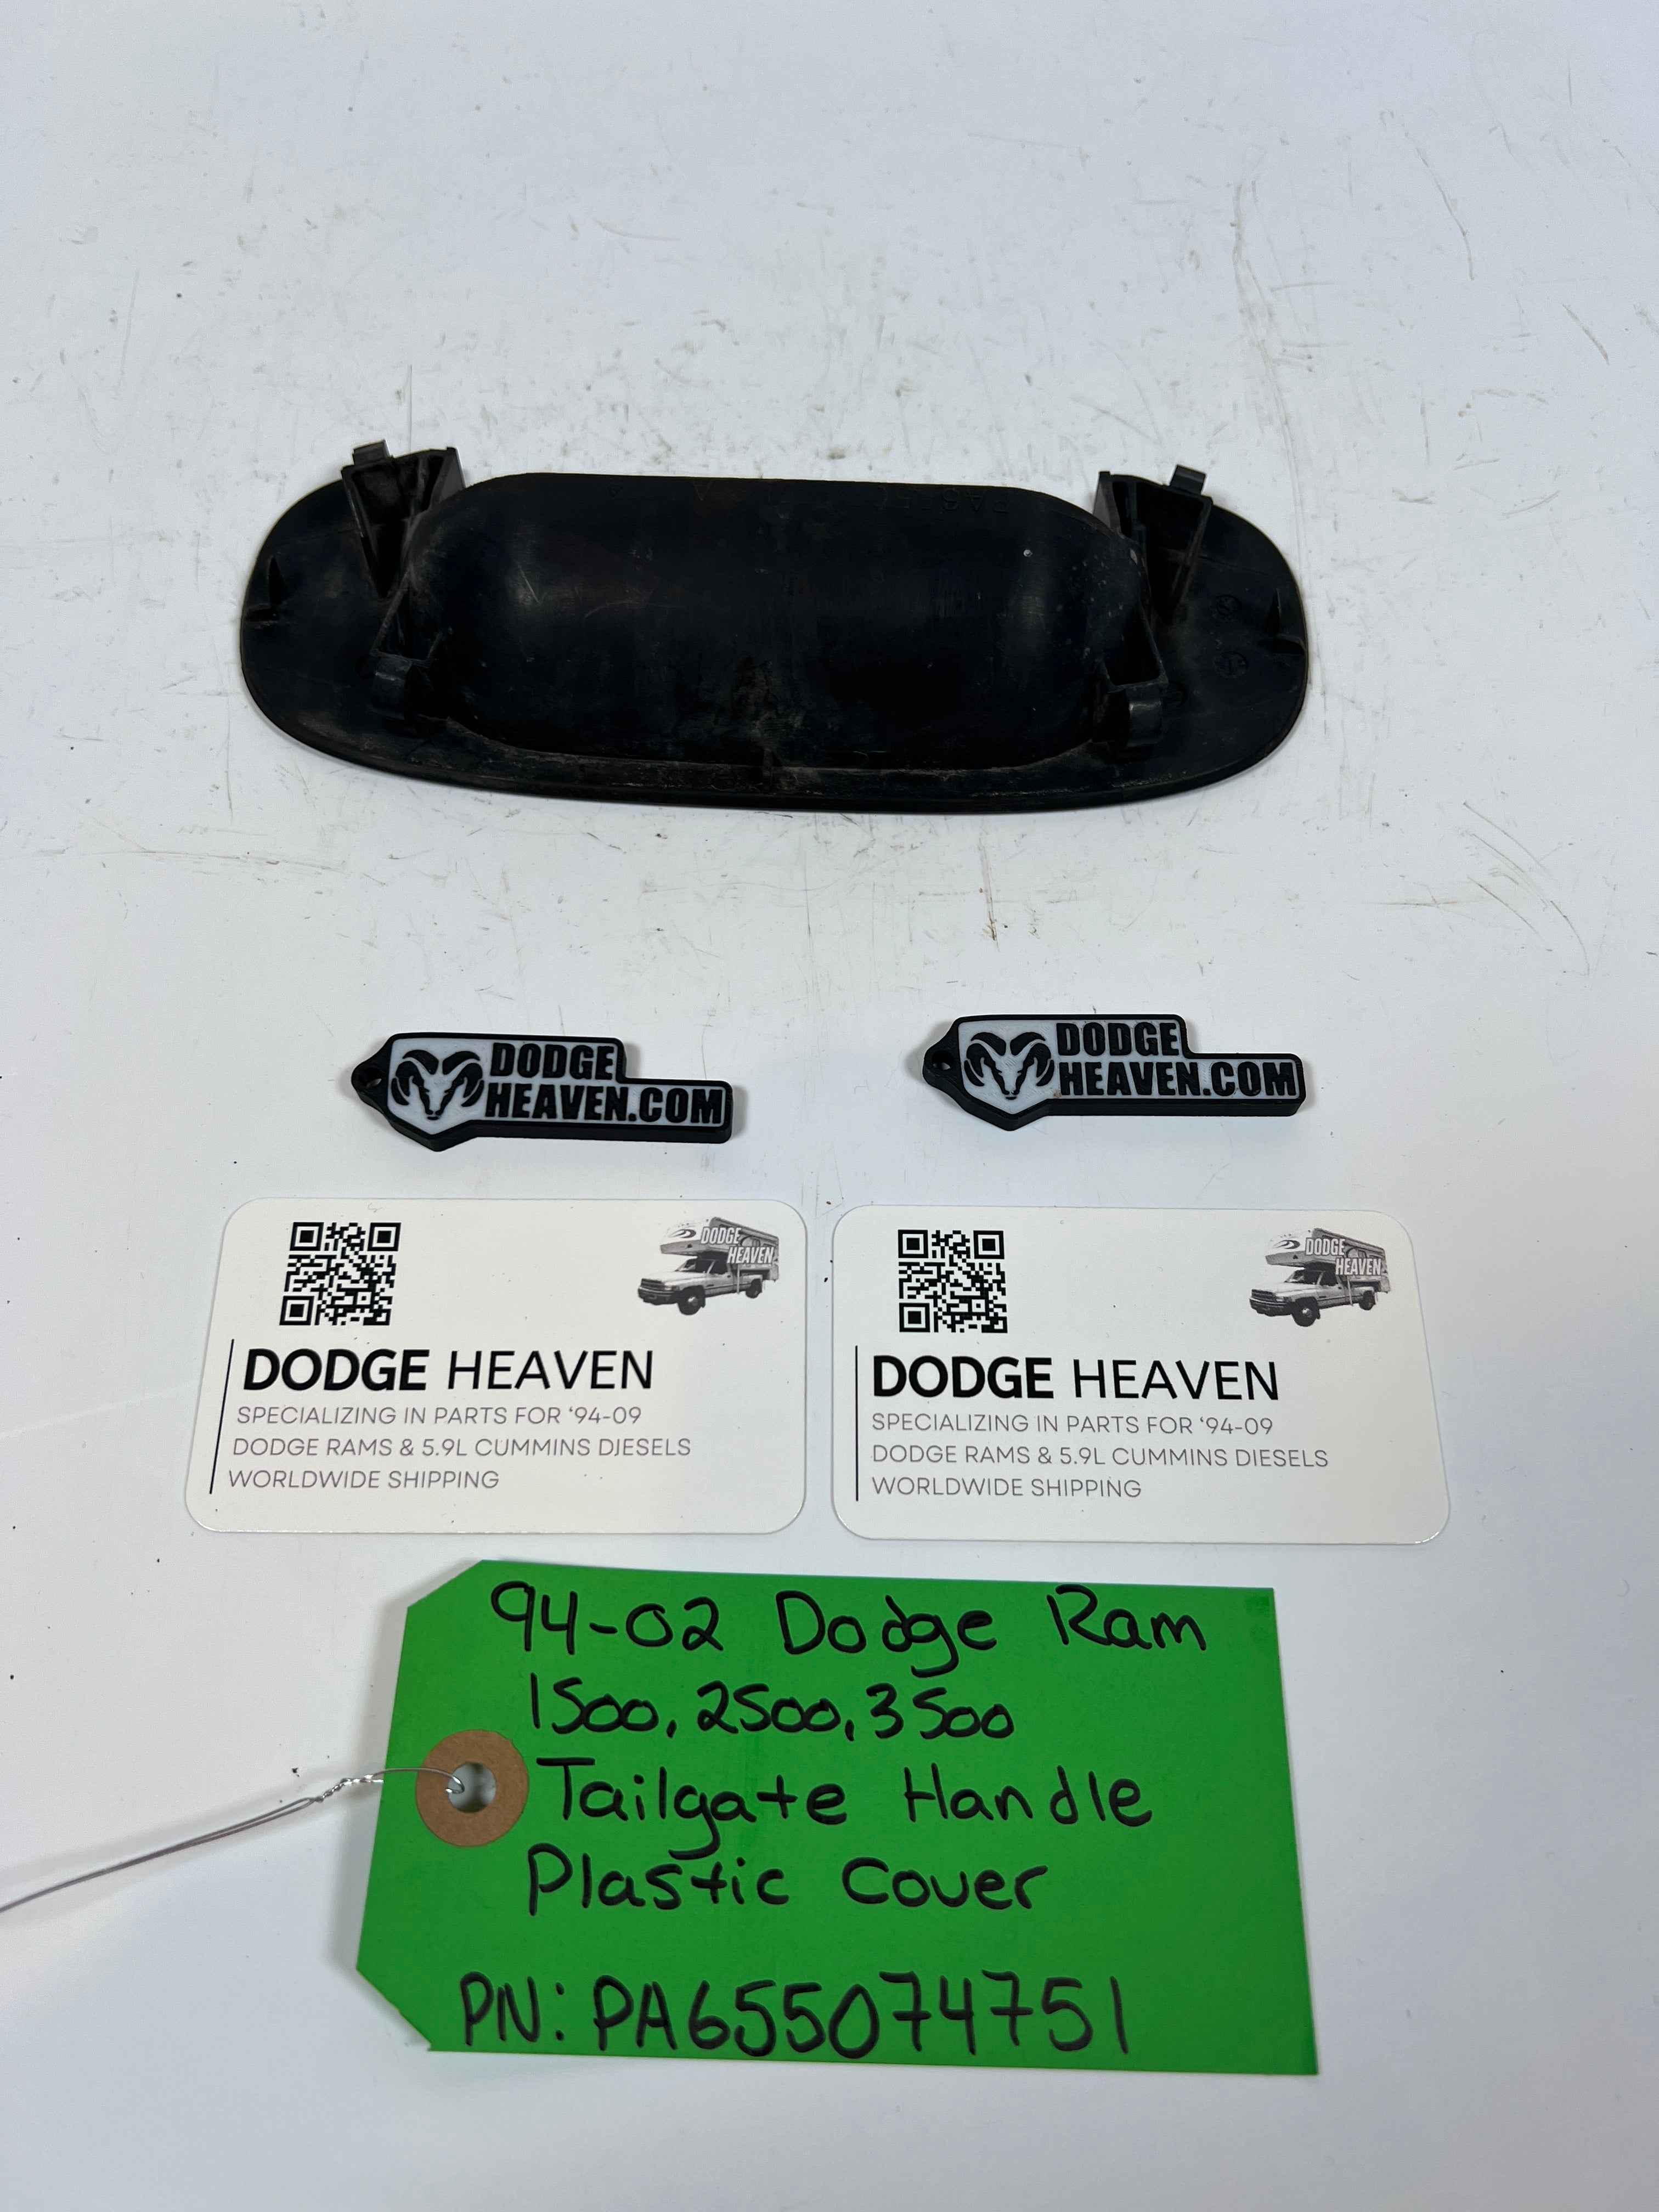 DODGE
HEAVEN.COM
DODGE
HEAVEN.COM
DODGE
HEAVEN
DODGE HEAVEN
SPECIALIZING IN PARTS FOR ‘94-09
DODGE RAMS & 5.9L CUMMINS DIESELS
WORLDWIDE SHIPPING
DODGE
HEAVEN
DODGE HEAVEN
SPECIALIZING IN PARTS FOR ‘94-09
DODGE RAMS & 5.9L CUMMINS DIESELS
WORLDWIDE SHIPPING
94-02 Dodge Ram
1500, 2500, 3500
Tailgate Handle
Plastic Cover
PN: PA655074751